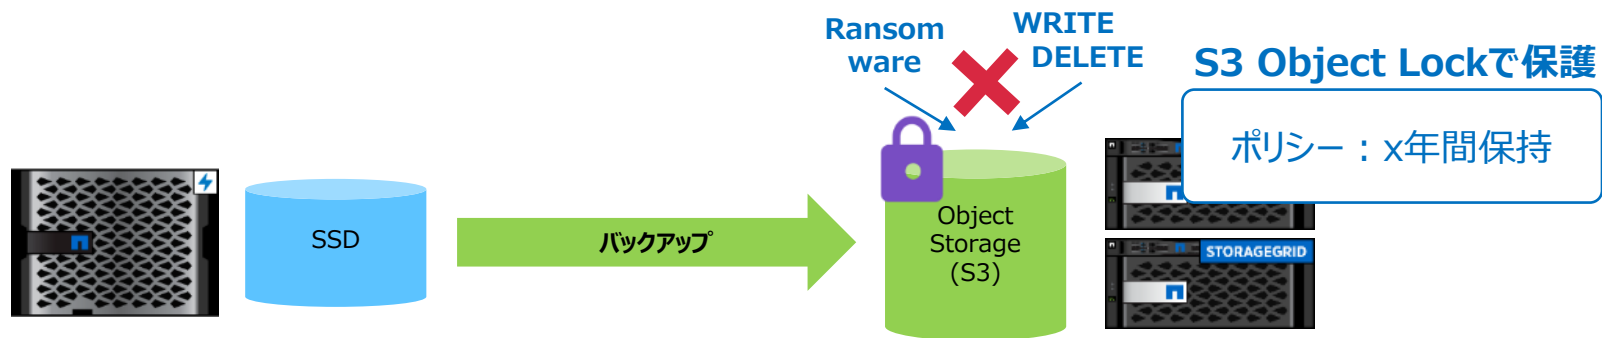 Ransom
ware
WRITE
DELETE
S3 Object Lockで保護
ポリシー：x年間保持
SSD
バックアップ
Object
Storage
(S3)
STORAGEGRID